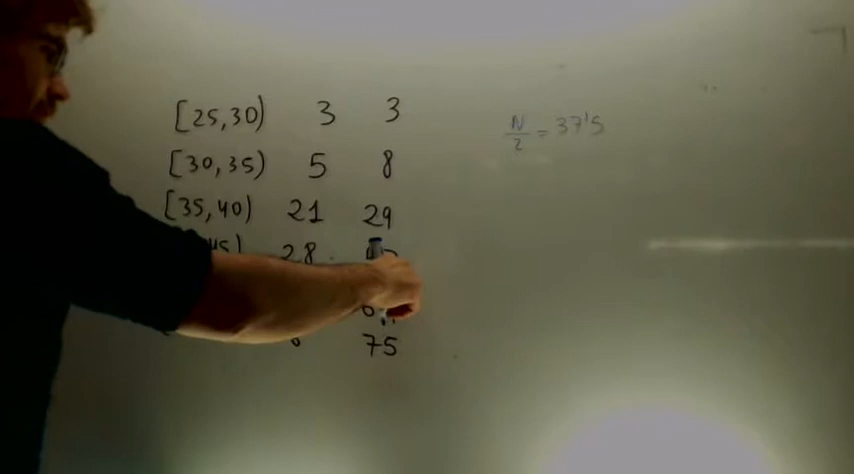 [25,30) 3 3
N/2 = 37'5
[30,35) 5 8
[35,40) 21 29
45) 28
75